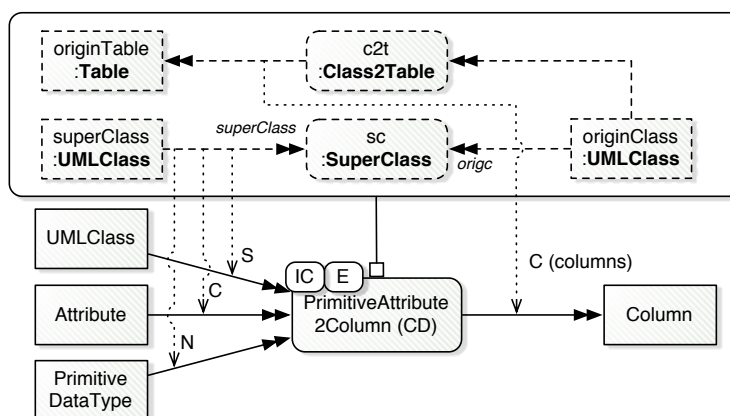 originTable
:Table
c2t
:Class2Table
superClass
:UMLClass
superClass
sc
:SuperClass
origc
originClass
:UMLClass
UMLClass
S
IC
E
C (columns)
Attribute
C
PrimitiveAttribute
2Column (CD)
Column
N
Primitive
DataType